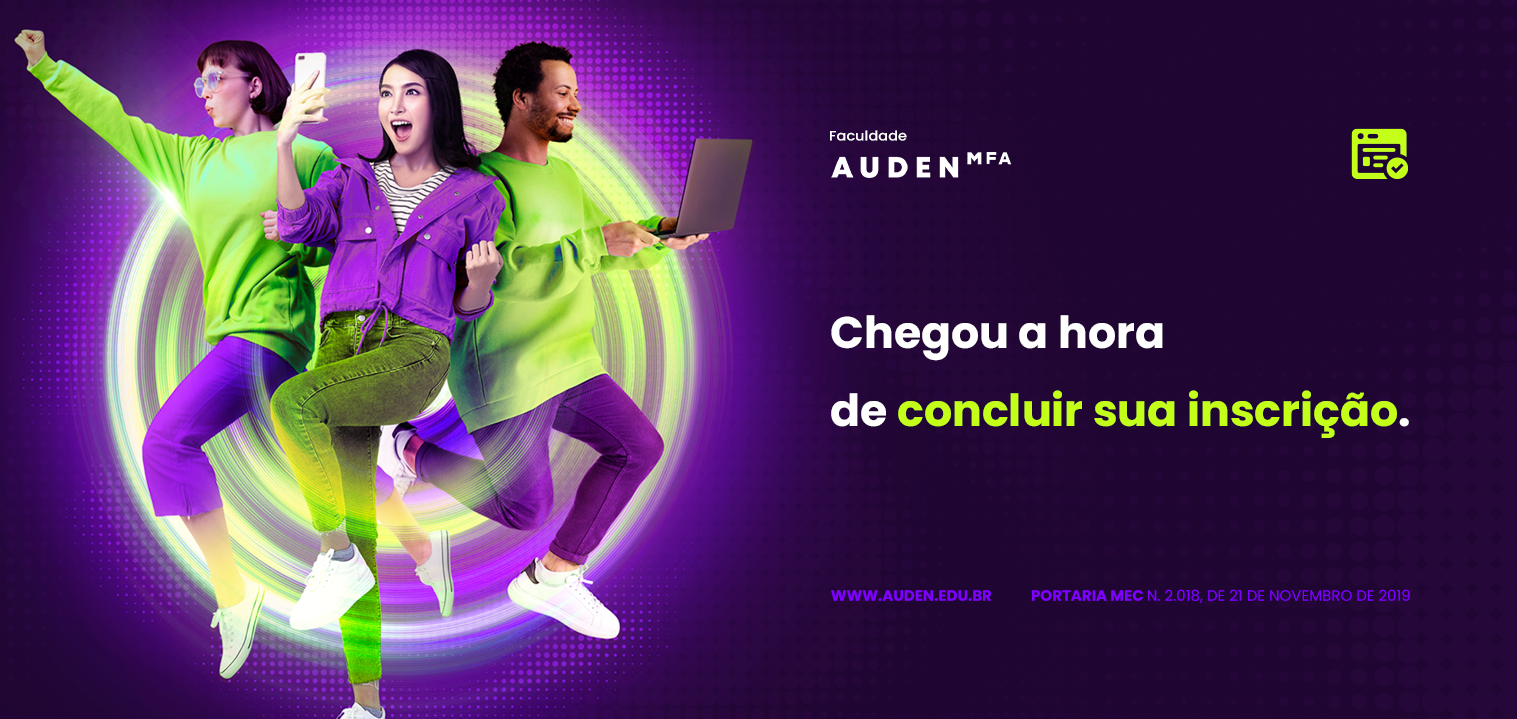 Faculdade
AUDEN MFA
Chegou a hora
de concluir sua inscrição.
WWW.AUDEN.EDU.BR PORTARIA MEC N. 2.018, DE 21 DE NOVEMBRO DE 2019